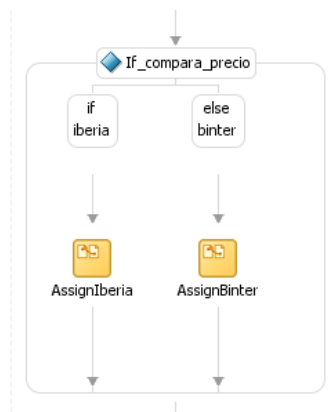 If_compara_precio
if
iberia
else
binter
AssignIberia
AssignBinter